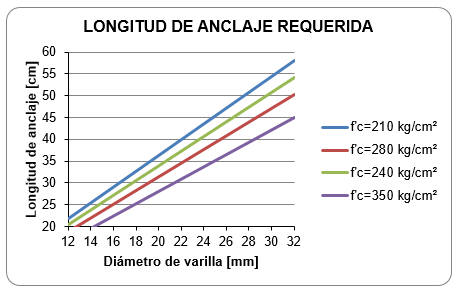 LONGITUD DE ANCLAJE REQUERIDA
Longitud de anclaje [cm]
60
55
50
45
40
35
30
25
20
12 14 16 18 20 22 24 26 28 30 32
Diámetro de varilla [mm]
f'c=210 kg/cm²
f'c=280 kg/cm²
f'c=240 kg/cm²
f'c=350 kg/cm²